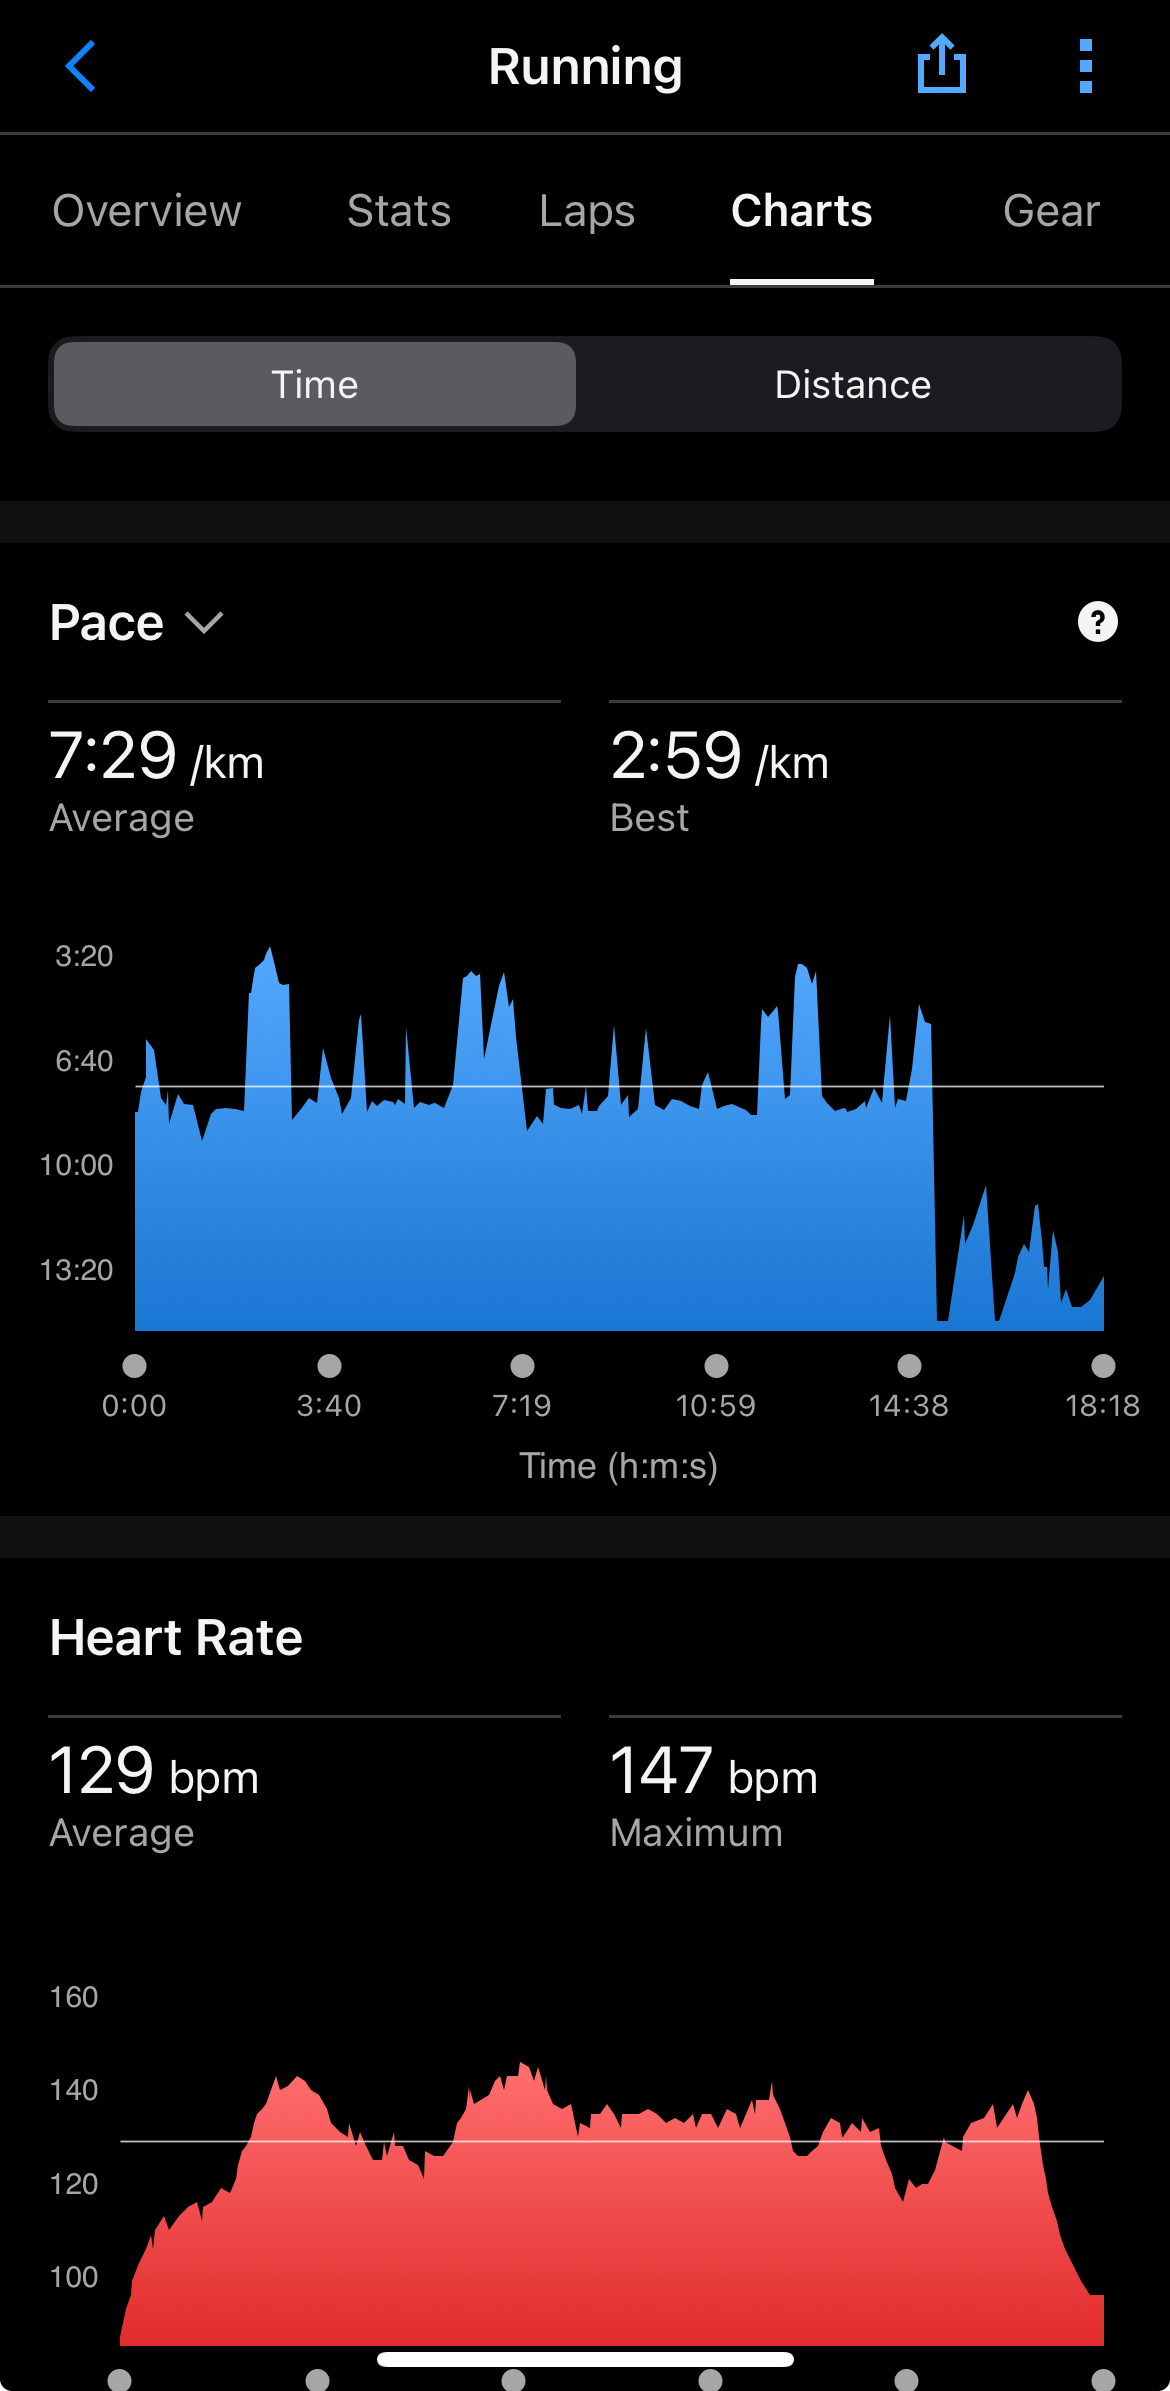 Running
Overview Stats Laps Charts Gear
Time Distance
Pace ?
7:29 /km 2:59 /km
Average Best
3:20
6:40
10:00
13:20
0:00 3:40 7:19 10:59 14:38 18:18
Time (h:m:s)
Heart Rate
129 bpm 147 bpm
Average Maximum
160
140
120
100